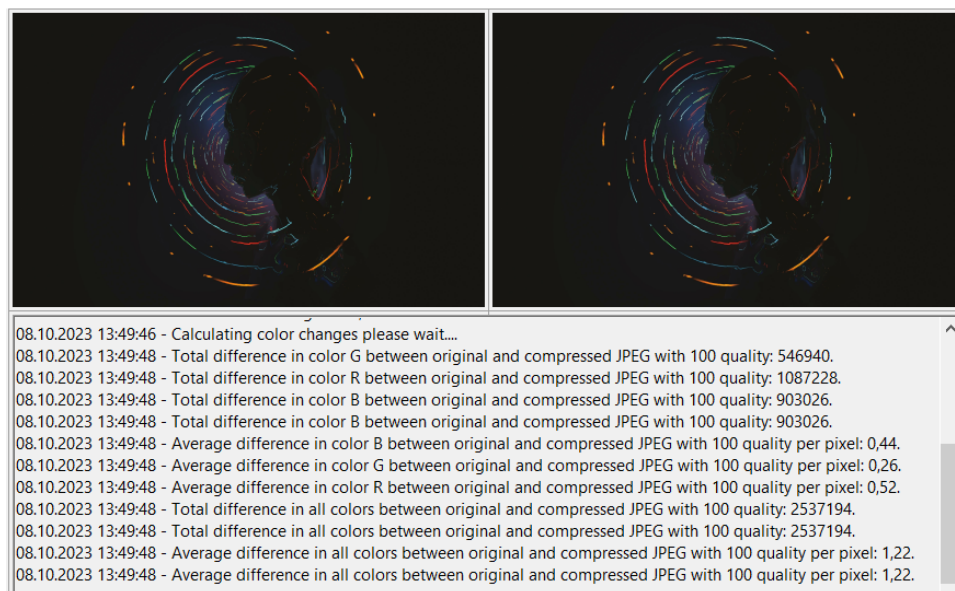 08.10.2023 13:49:46 - Calculating color changes please wait....
08.10.2023 13:49:48 - Total difference in color G between original and compressed JPEG with 100 quality: 546940.
08.10.2023 13:49:48 - Total difference in color R between original and compressed JPEG with 100 quality: 1087228.
08.10.2023 13:49:48 - Total difference in color B between original and compressed JPEG with 100 quality: 903026.
08.10.2023 13:49:48 - Total difference in color B between original and compressed JPEG with 100 quality: 903026.
08.10.2023 13:49:48 - Average difference in color B between original and compressed JPEG with 100 quality per pixel: 0,44.
08.10.2023 13:49:48 - Average difference in color G between original and compressed JPEG with 100 quality per pixel: 0,26.
08.10.2023 13:49:48 - Average difference in color R between original and compressed JPEG with 100 quality per pixel: 0,52.
08.10.2023 13:49:48 - Total difference in all colors between original and compressed JPEG with 100 quality: 2537194.
08.10.2023 13:49:48 - Total difference in all colors between original and compressed JPEG with 100 quality: 2537194.
08.10.2023 13:49:48 - Average difference in all colors between original and compressed JPEG with 100 quality per pixel: 1,22.
08.10.2023 13:49:48 - Average difference in all colors between original and compressed JPEG with 100 quality per pixel: 1,22.